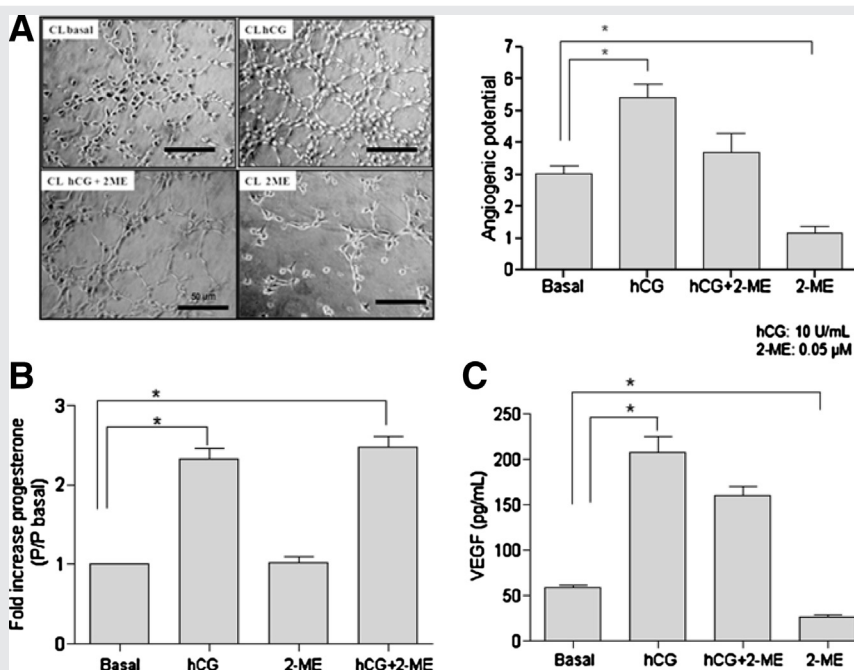 A
CL basal
CL hCG
CL hCG + 2ME
CL 2ME
50 µm
Angiogenic potential
7
6
5
4
3
2
1
0
*
*
Basal
hCG
hCG+2-ME
2-ME
hCG: 10 U/mL
2-ME: 0.05 µM
B
Fold increase progesterone
(P/P basal)
3
2
1
0
*
*
Basal
hCG
2-ME
hCG+2-ME
C
VEGF (pg/mL)
250
200
150
100
50
0
*
*
Basal
hCG
hCG+2-ME
2-ME